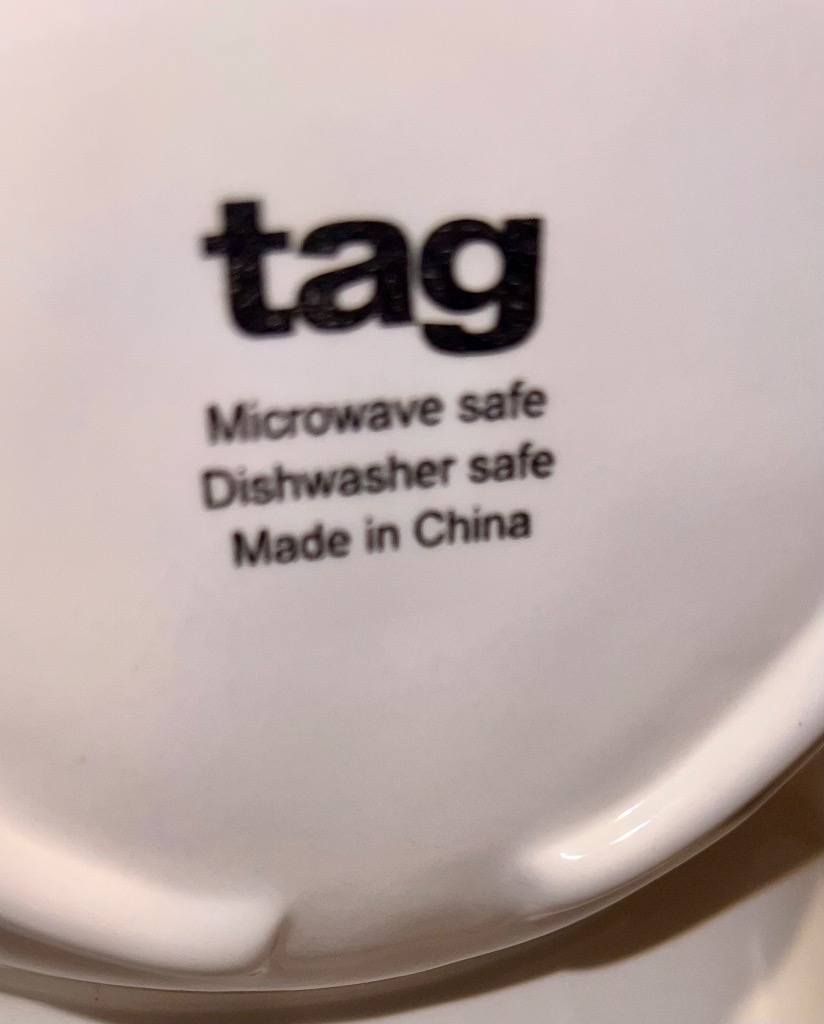 tag
Microwave safe
Dishwasher safe
Made in China